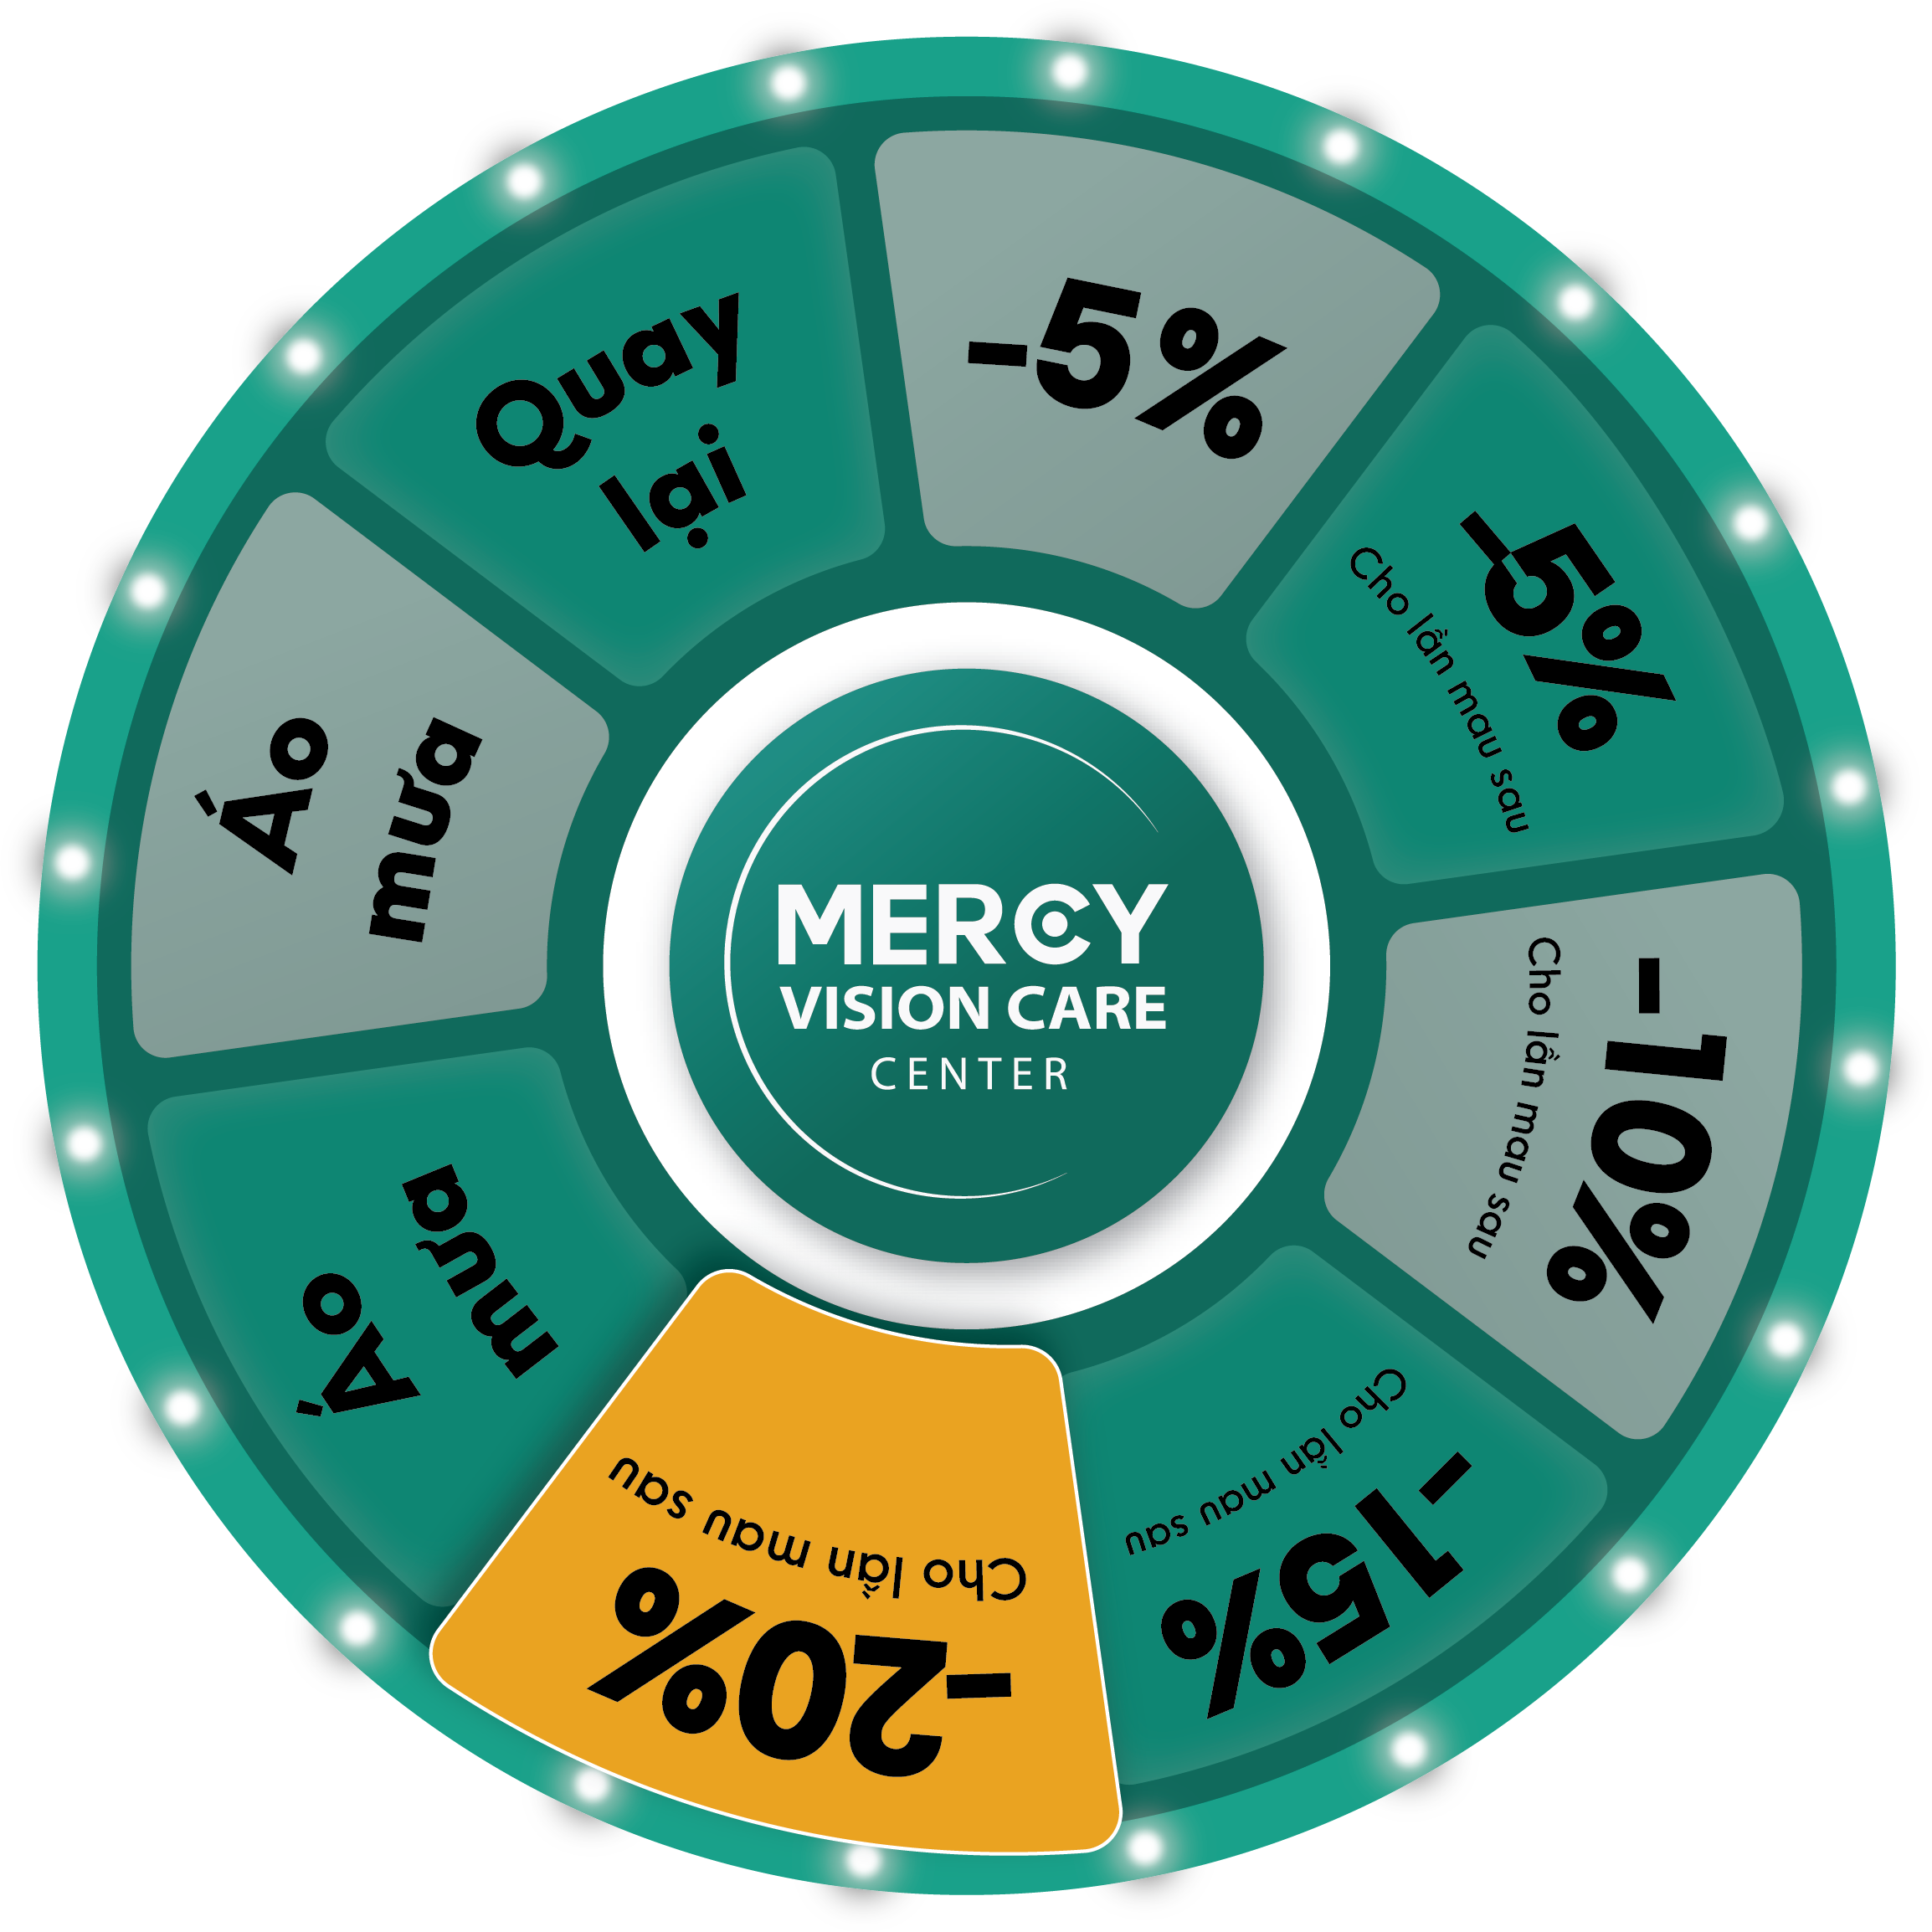 -5%
-5%
Cho lần mau sau
-10%
Cho lần mau sau
-15%
Cho lần mau sau
-20%
Cho lần mau sau
Áo
mưa
Áo
mưa
Quay
lại
MERCY
VISION CARE
CENTER